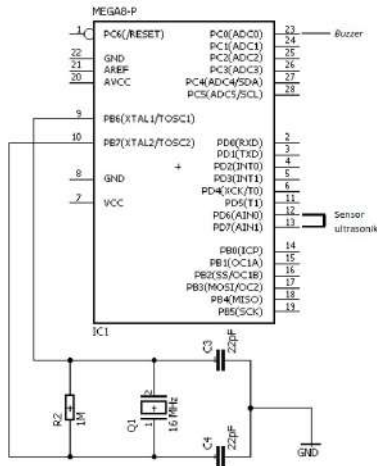 MEGA8-P
1 PC6(/RESET)
22 GND
21 AREF
20 AVCC
9 PB6(XTAL1/TOSC1)
10 PB7(XTAL2/TOSC2)
8 GND
7 VCC
PC0(ADC0) 23 Buzzer
PC1(ADC1) 24
PC2(ADC2) 25
PC3(ADC3) 26
PC4(ADC4/SDA) 27
PC5(ADC5/SCL) 28
PD0(RXD) 2
PD1(TXD) 3
PD2(INT0) 4
PD3(INT1) 5
PD4(XCK/T0) 6
PD5(T1) 11
PD6(AIN0) 12 Sensor
PD7(AIN1) 13 ultrasonik
PB0(ICP) 14
PB1(OC1A) 15
PB2(SS/OC1B) 16
PB3(MOSI/OC2) 17
PB4(MISO) 18
PB5(SCK) 19
IC1
C3
22pF
R2
1M
Q1
2
1
16 MHz
C4
22pF
GND